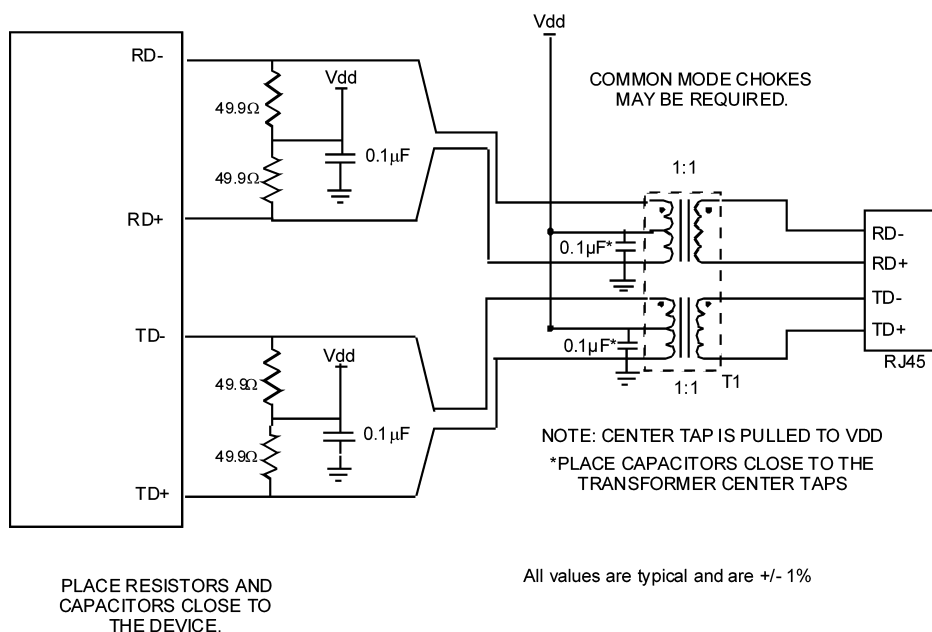 Vdd
RD-
COMMON MODE CHOKES
MAY BE REQUIRED.
Vdd
49.9Ω
0.1µF
49.9Ω
RD+
1:1
RD-
0.1µF*
RD+
TD-
TD-
TD+
0.1µF*
Vdd
RJ45
49.9Ω
1:1
T1
0.1µF
NOTE: CENTER TAP IS PULLED TO VDD
49.9Ω
*PLACE CAPACITORS CLOSE TO THE
TRANSFORMER CENTER TAPS
TD+
All values are typical and are +/- 1%
PLACE RESISTORS AND
CAPACITORS CLOSE TO
THE DEVICE.